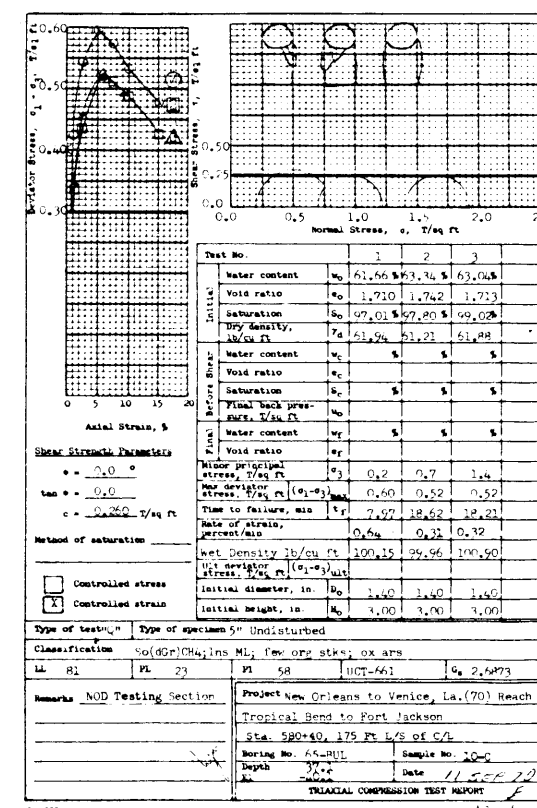 Deviator Stress, σ1 - σ3, T/sq ft
0.60
0.50
0.40
0.30
0 5 10 15 20
Axial Strain, %
Shear Stress, τ, T/sq ft
0.50
0.25
0.0
0.0 0.5 1.0 1.5 2.0 2
Normal Stress, σ, T/sq ft
Shear Strength Parameters
φ = 0.0 °
tan φ = 0.0
c = 0.260 T/sq ft
Method of saturation
Controlled stress
X Controlled strain
Test No. 1 2 3
Initial
Water content wo 61.66 % 63.34 % 63.04%
Void ratio eo 1.710 1.742 1.713
Saturation So 97.01 % 97.80 % 99.02%
Dry density, lb/cu ft γd 61.94 61.21 61.88
Before Shear
Water content wc % % %
Void ratio ec
Saturation Sc % % %
Final back pressure, T/sq ft uo
Final
Water content wf % % %
Void ratio ef
Minor principal stress, T/sq ft σ3 0.2 0.7 1.4
Max deviator stress, T/sq ft (σ1-σ3)max 0.60 0.52 0.52
Time to failure, min tf 7.97 18.62 18.21
Rate of strain, percent/min 0.64 0.31 0.32
Wet Density lb/cu ft 100.15 99.96 100.90
Ult deviator stress, T/sq ft (σ1-σ3)ult
Initial diameter, in. Do 1.40 1.40 1.40
Initial height, in. Ho 3.00 3.00 3.00
Type of test "Q" Type of specimen 5" Undisturbed
Classification So(dGr)CH4;lns ML; few org stks; ox ars
LL 81 PL 23 PI 58 UCT-661 Gs 2.6873
Remarks NOD Testing Section
Project New Orleans to Venice, La.(70) Reach
Tropical Bend to Fort Jackson
Sta. 580+40, 175 Ft L/S of C/L
Boring No. 65-RUL Sample No. 10-C
Depth
El
Date 11 SEP 72
TRIAXIAL COMPRESSION TEST REPORT